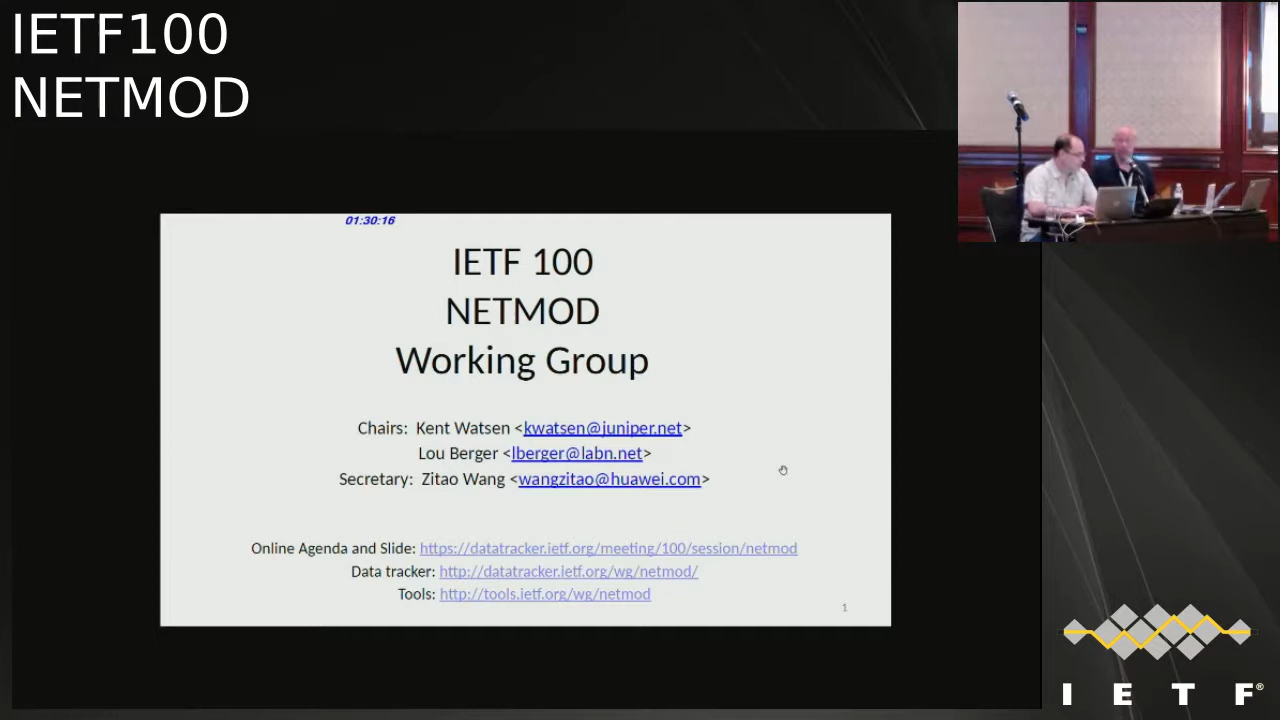 IETF100
NETMOD
01:30:16
IETF 100
NETMOD
Working Group
Chairs: Kent Watsen <kwatsen@juniper.net>
Lou Berger <lberger@labn.net>
Secretary: Zitao Wang <wangzitao@huawei.com>
Online Agenda and Slide: https://datatracker.ietf.org/meeting/100/session/netmod
Data tracker: http://datatracker.ietf.org/wg/netmod/
Tools: http://tools.ietf.org/wg/netmod
1
I E T F®